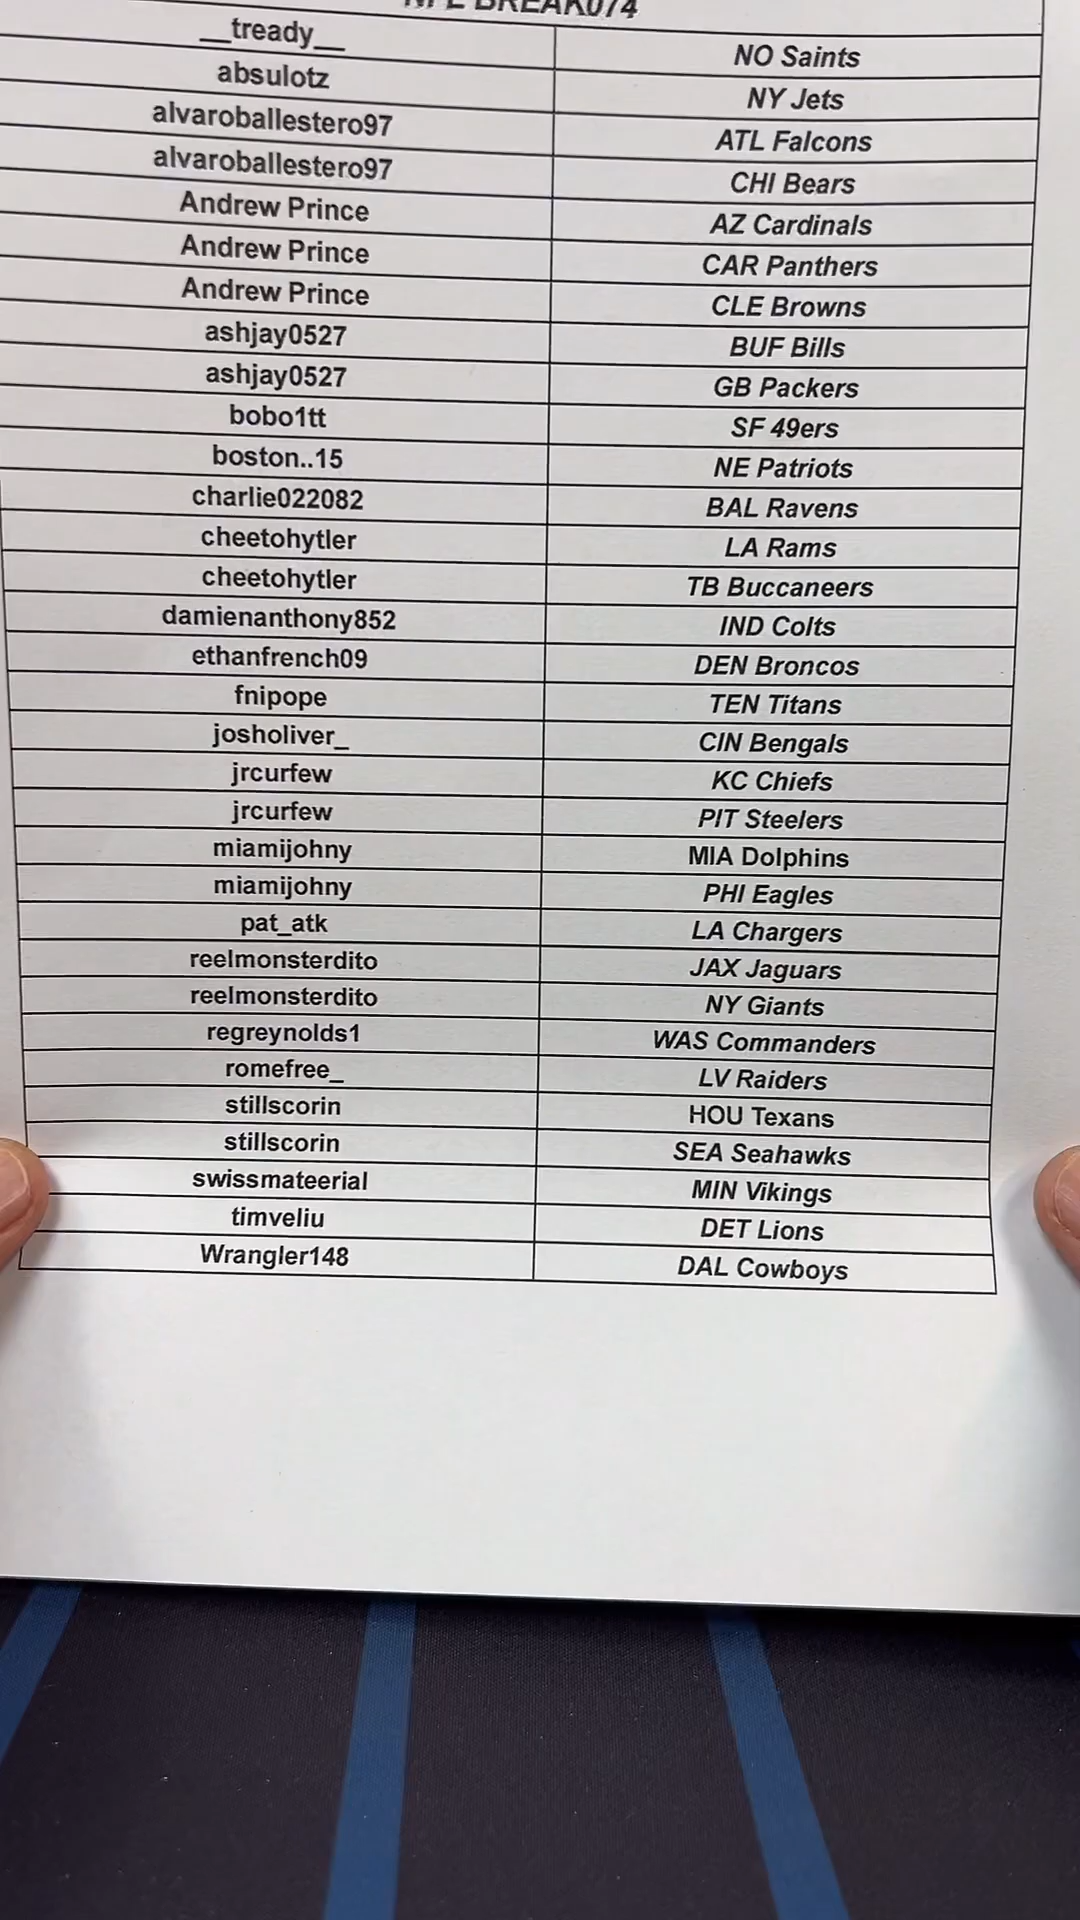 NFL BREAK074
__tready__ NO Saints
absulotz NY Jets
alvaroballestero97 ATL Falcons
alvaroballestero97 CHI Bears
Andrew Prince AZ Cardinals
Andrew Prince CAR Panthers
Andrew Prince CLE Browns
ashjay0527 BUF Bills
ashjay0527 GB Packers
bobo1tt SF 49ers
boston..15 NE Patriots
charlie022082 BAL Ravens
cheetohytler LA Rams
cheetohytler TB Buccaneers
damienanthony852 IND Colts
ethanfrench09 DEN Broncos
fnipope TEN Titans
josholiver_ CIN Bengals
jrcurfew KC Chiefs
jrcurfew PIT Steelers
miamijohny MIA Dolphins
miamijohny PHI Eagles
pat_atk LA Chargers
reelmonsterdito JAX Jaguars
reelmonsterdito NY Giants
regreynolds1 WAS Commanders
romefree_ LV Raiders
stillscorin HOU Texans
stillscorin SEA Seahawks
swissmateerial MIN Vikings
timveliu DET Lions
Wrangler148 DAL Cowboys